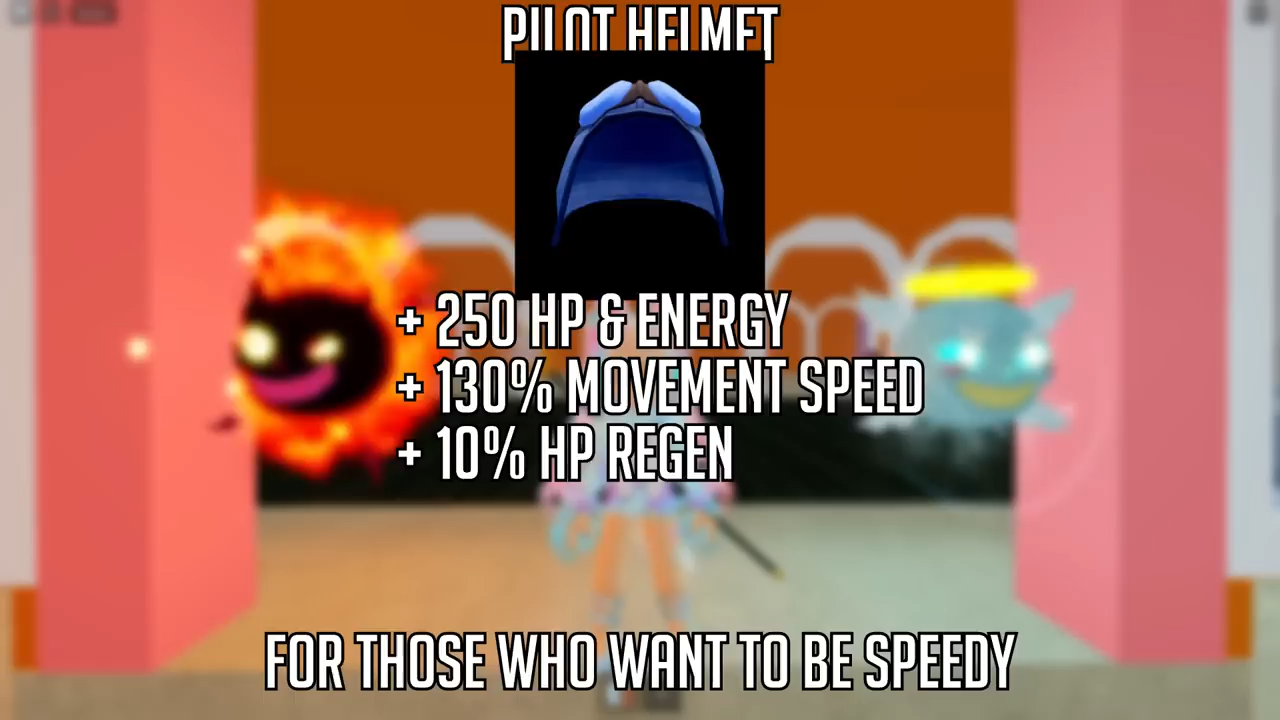 PILOT HELMET
+ 250 HP & ENERGY
+ 130% MOVEMENT SPEED
+ 10% HP REGEN
FOR THOSE WHO WANT TO BE SPEEDY